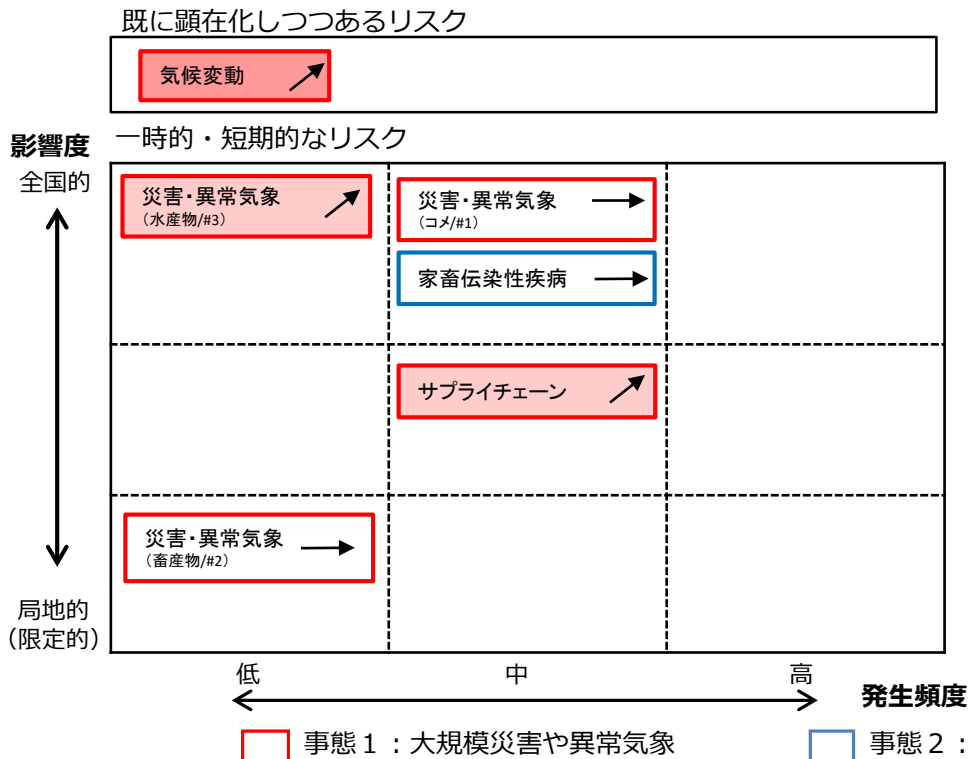 既に顕在化しつつあるリスク
気候変動
影響度
一時的・短期的なリスク
全国的
災害・異常気象
(水産物/#3)
災害・異常気象
(コメ/#1)
家畜伝染性疾病
サプライチェーン
災害・異常気象
(畜産物/#2)
局地的
(限定的)
低
中
高
発生頻度
事態1:大規模災害や異常気象
事態2: